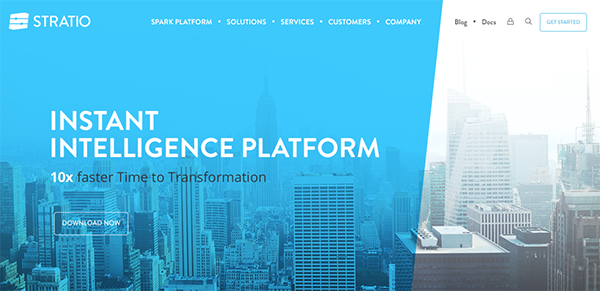 STRATIO
SPARK PLATFORM • SOLUTIONS • SERVICES • CUSTOMERS • COMPANY
Blog • Docs
GET STARTED
INSTANT
INTELLIGENCE PLATFORM
10x faster Time to Transformation
DOWNLOAD NOW